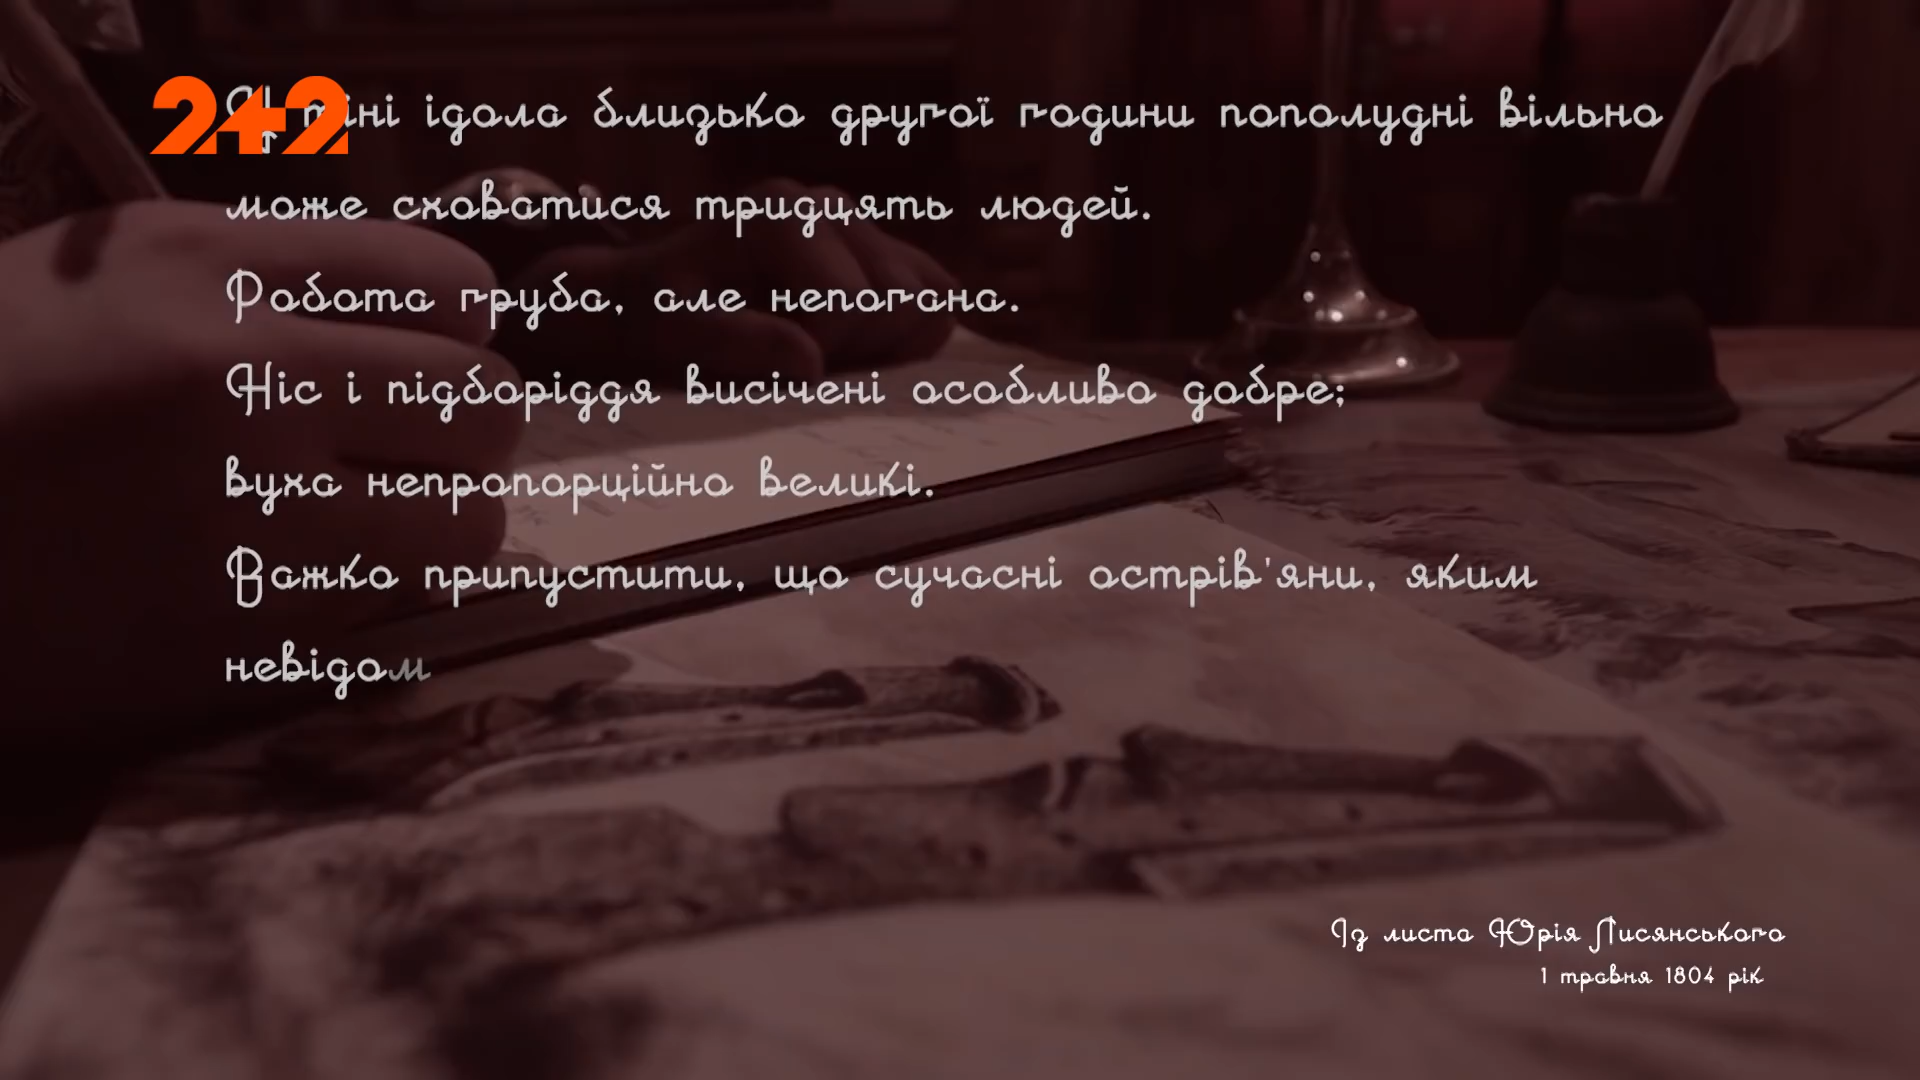 2+2
У тіні ідола близько другої години пополудні вільно
може сховатися тридцять людей.
Робота груба, але непогана.
Ніс і підборіддя висічені особливо добре;
вуха непропорційно великі.
Важко припустити, що сучасні острів'яни, яким
невідом
Із листа Юрія Лисянського
1 травня 1804 рік